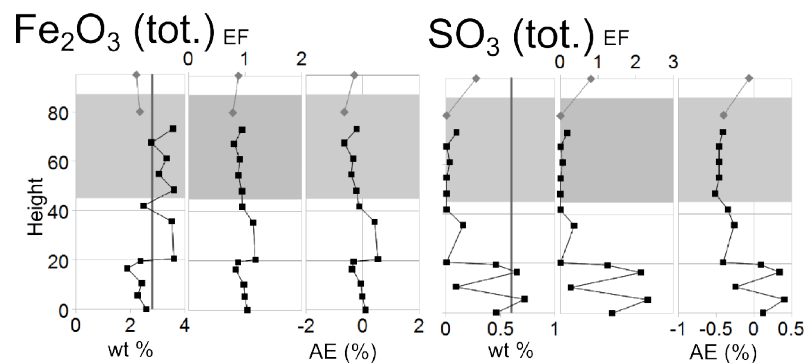 Fe₂O₃ (tot.) EF
SO₃ (tot.) EF
0 1 2
0 1 2 3
Height
80
60
40
20
0
0 2 4
-2 0 2
0 0.5 1
-1 -0.5 0 0.5
wt %
AE (%)
wt %
AE (%)